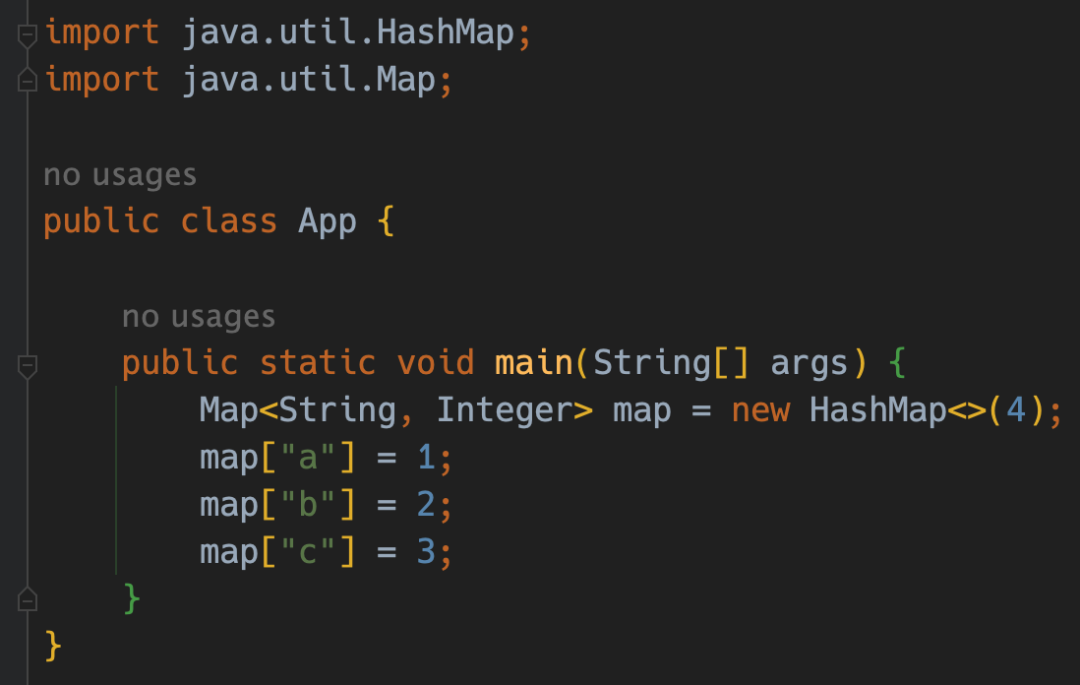 import java.util.HashMap;
import java.util.Map;
no usages
public class App {
no usages
public static void main(String[] args) {
Map<String, Integer> map = new HashMap<>(4);
map["a"] = 1;
map["b"] = 2;
map["c"] = 3;
}
}